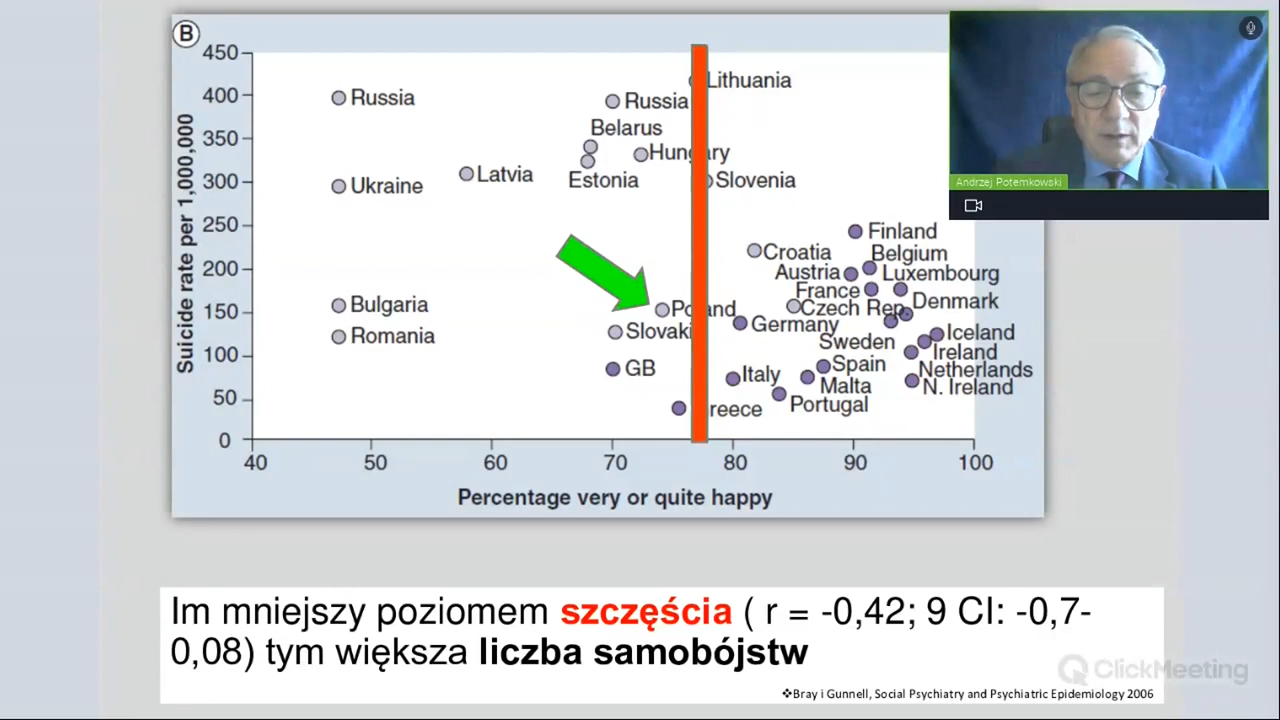 B
450
400
350
300
250
200
150
100
50
0
Suicide rate per 1,000,000
Lithuania
Russia
Russia
Belarus
Hungary
Estonia
Latvia
Slovenia
Ukraine
Finland
Croatia
Belgium
Austria
Luxembourg
France
Bulgaria
Poland
Czech Rep
Denmark
Germany
Romania
Slovaki
Sweden
Iceland
Ireland
GB
Italy
Spain
Netherlands
Malta
N. Ireland
reece
Portugal
40 50 60 70 80 90 100
Percentage very or quite happy
Andrzej Potemkowski
Im mniejszy poziomem szczęścia ( r = -0,42; 9 CI: -0,7-
0,08) tym większa liczba samobójstw
ClickMeeting
❖Bray i Gunnell, Social Psychiatry and Psychiatric Epidemiology 2006